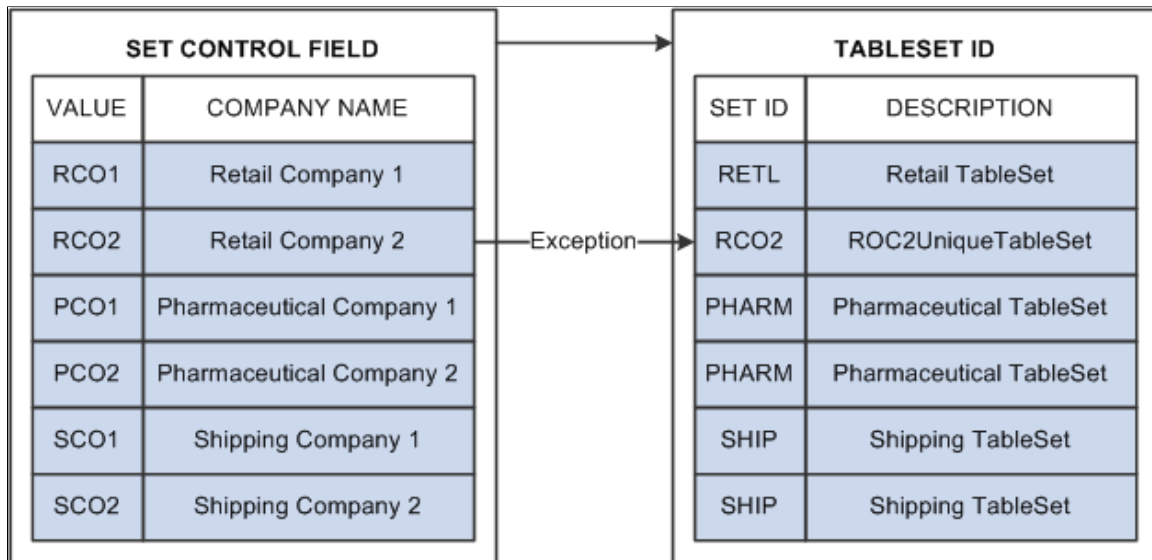 SET CONTROL FIELD
VALUE COMPANY NAME
RCO1 Retail Company 1
RCO2 Retail Company 2
PCO1 Pharmaceutical Company 1
PCO2 Pharmaceutical Company 2
SCO1 Shipping Company 1
SCO2 Shipping Company 2
Exception
TABLESET ID
SET ID DESCRIPTION
RETL Retail TableSet
RCO2 ROC2UniqueTableSet
PHARM Pharmaceutical TableSet
PHARM Pharmaceutical TableSet
SHIP Shipping TableSet
SHIP Shipping TableSet